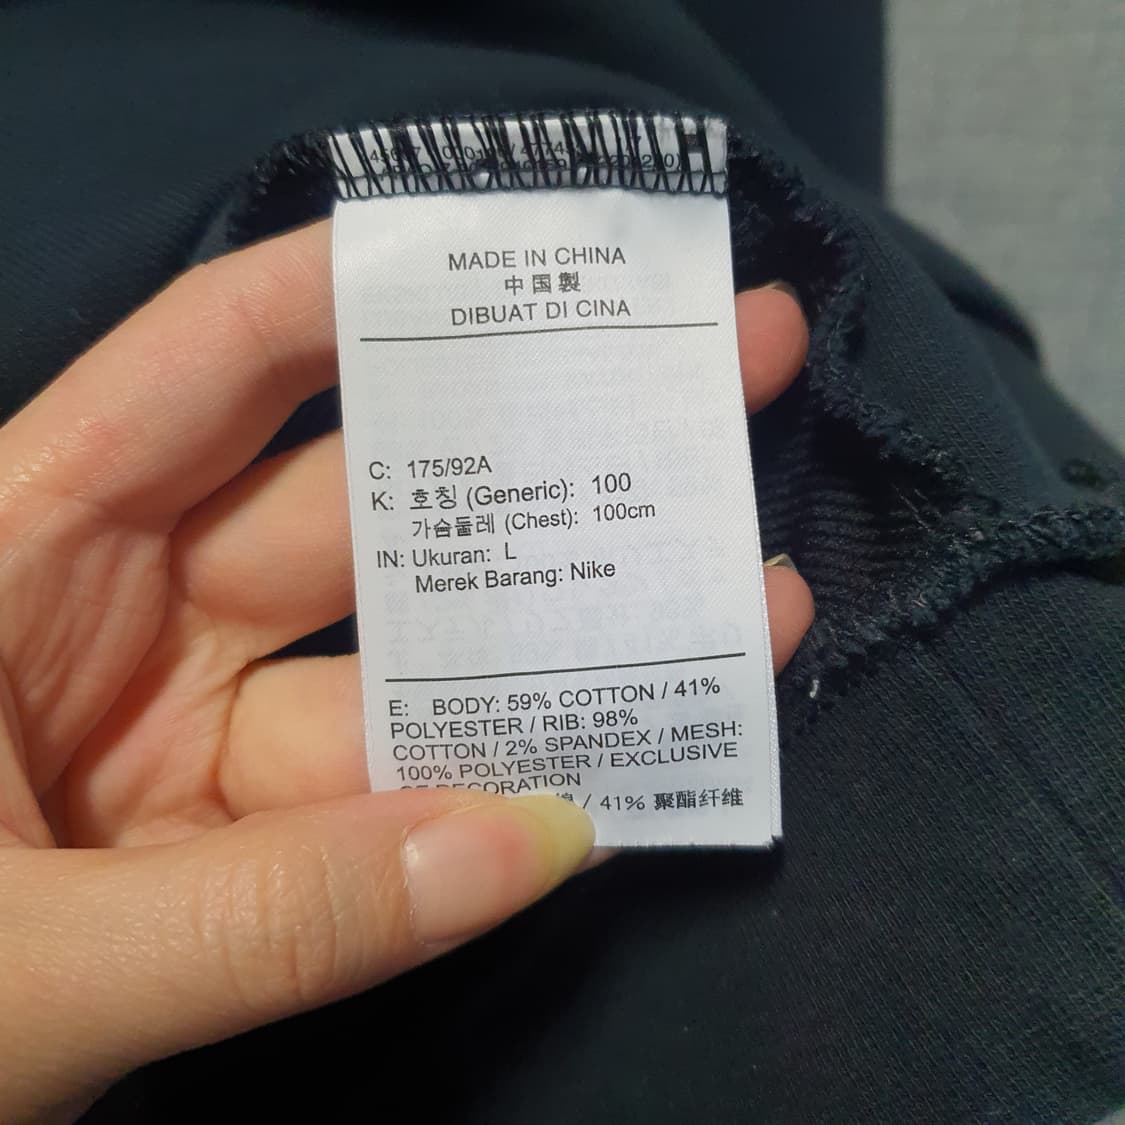 MADE IN CHINA
中国製
DIBUAT DI CINA
C: 175/92A
K: 호칭 (Generic): 100
가슴둘레 (Chest): 100cm
IN: Ukuran: L
Merek Barang: Nike
E: BODY: 59% COTTON / 41%
POLYESTER / RIB: 98%
COTTON / 2% SPANDEX / MESH:
100% POLYESTER / EXCLUSIVE
OF DECORATION
/ 41% 聚酯纤维